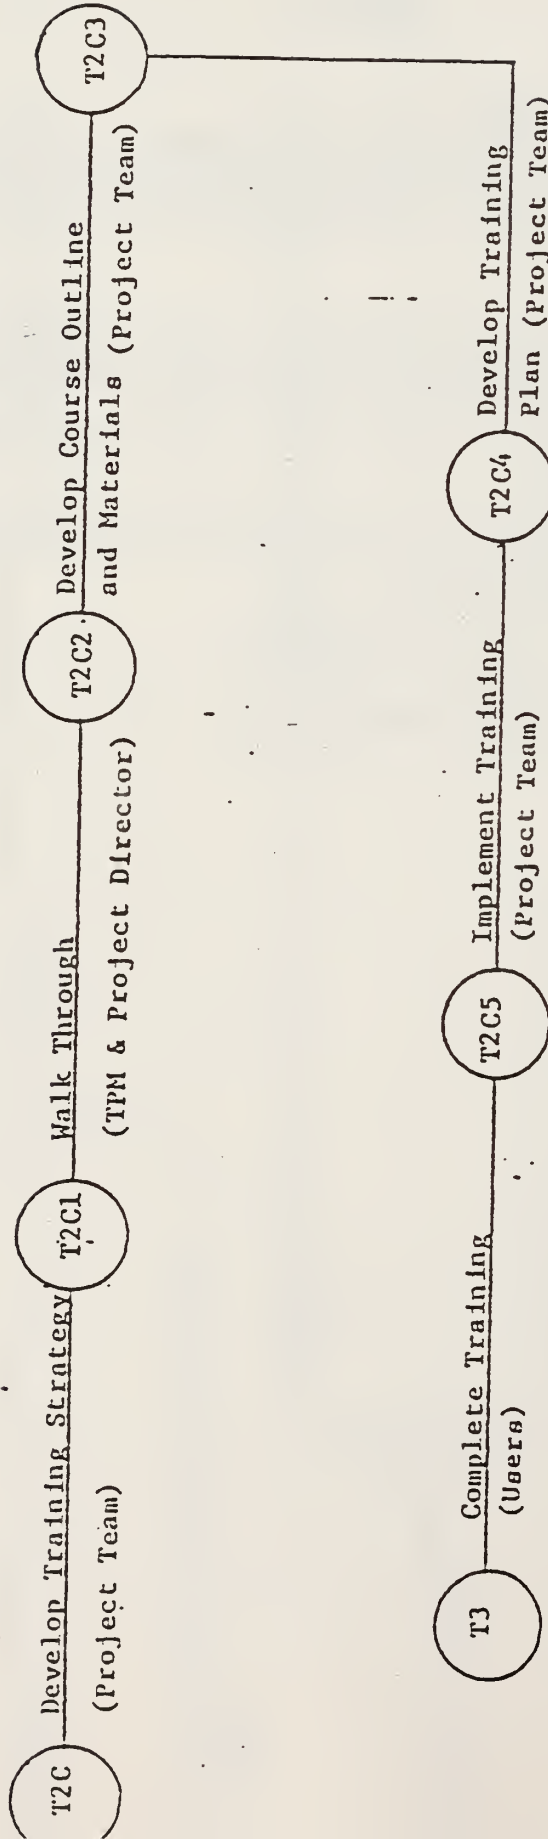 T2C
Develop Training Strategy
(Project Team)
T2C1
Walk Through
(TPM & Project Director)
T2C2
Develop Course Outline
and Materials (Project Team)
T2C3
Develop Training
Plan (Project Team)
T2C4
Implement Training
(Project Team)
T2C5
Complete Training
(Users)
T3